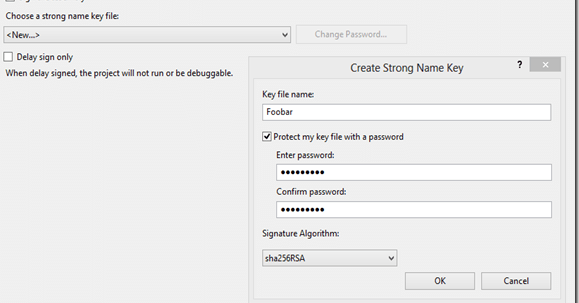 Choose a strong name key file:
<New...>
Change Password...
Delay sign only
When delay signed, the project will not run or be debuggable.
Create Strong Name Key
?
Key file name:
Foobar
Protect my key file with a password
Enter password:
●●●●●●●●●
Confirm password:
●●●●●●●●●
Signature Algorithm:
sha256RSA
OK
Cancel